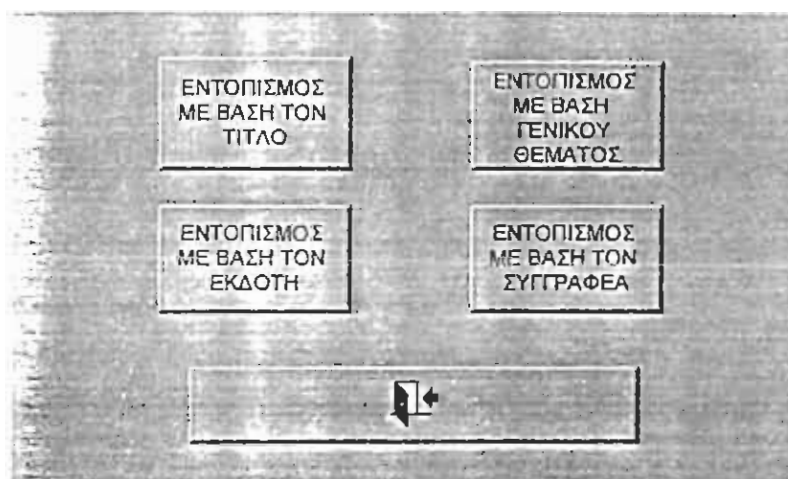 ΕΝΤΟΠΙΣΜΟΣ
ΜΕ ΒΑΣΗ ΤΟΝ
ΤΙΤΛΟ
ΕΝΤΟΠΙΣΜΟΣ
ΜΕ ΒΑΣΗ
ΓΕΝΙΚΟΥ
ΘΕΜΑΤΟΣ
ΕΝΤΟΠΙΣΜΟΣ
ΜΕ ΒΑΣΗ ΤΟΝ
ΕΚΔΟΤΗ
ΕΝΤΟΠΙΣΜΟΣ
ΜΕ ΒΑΣΗ ΤΟΝ
ΣΥΓΓΡΑΦΕΑ